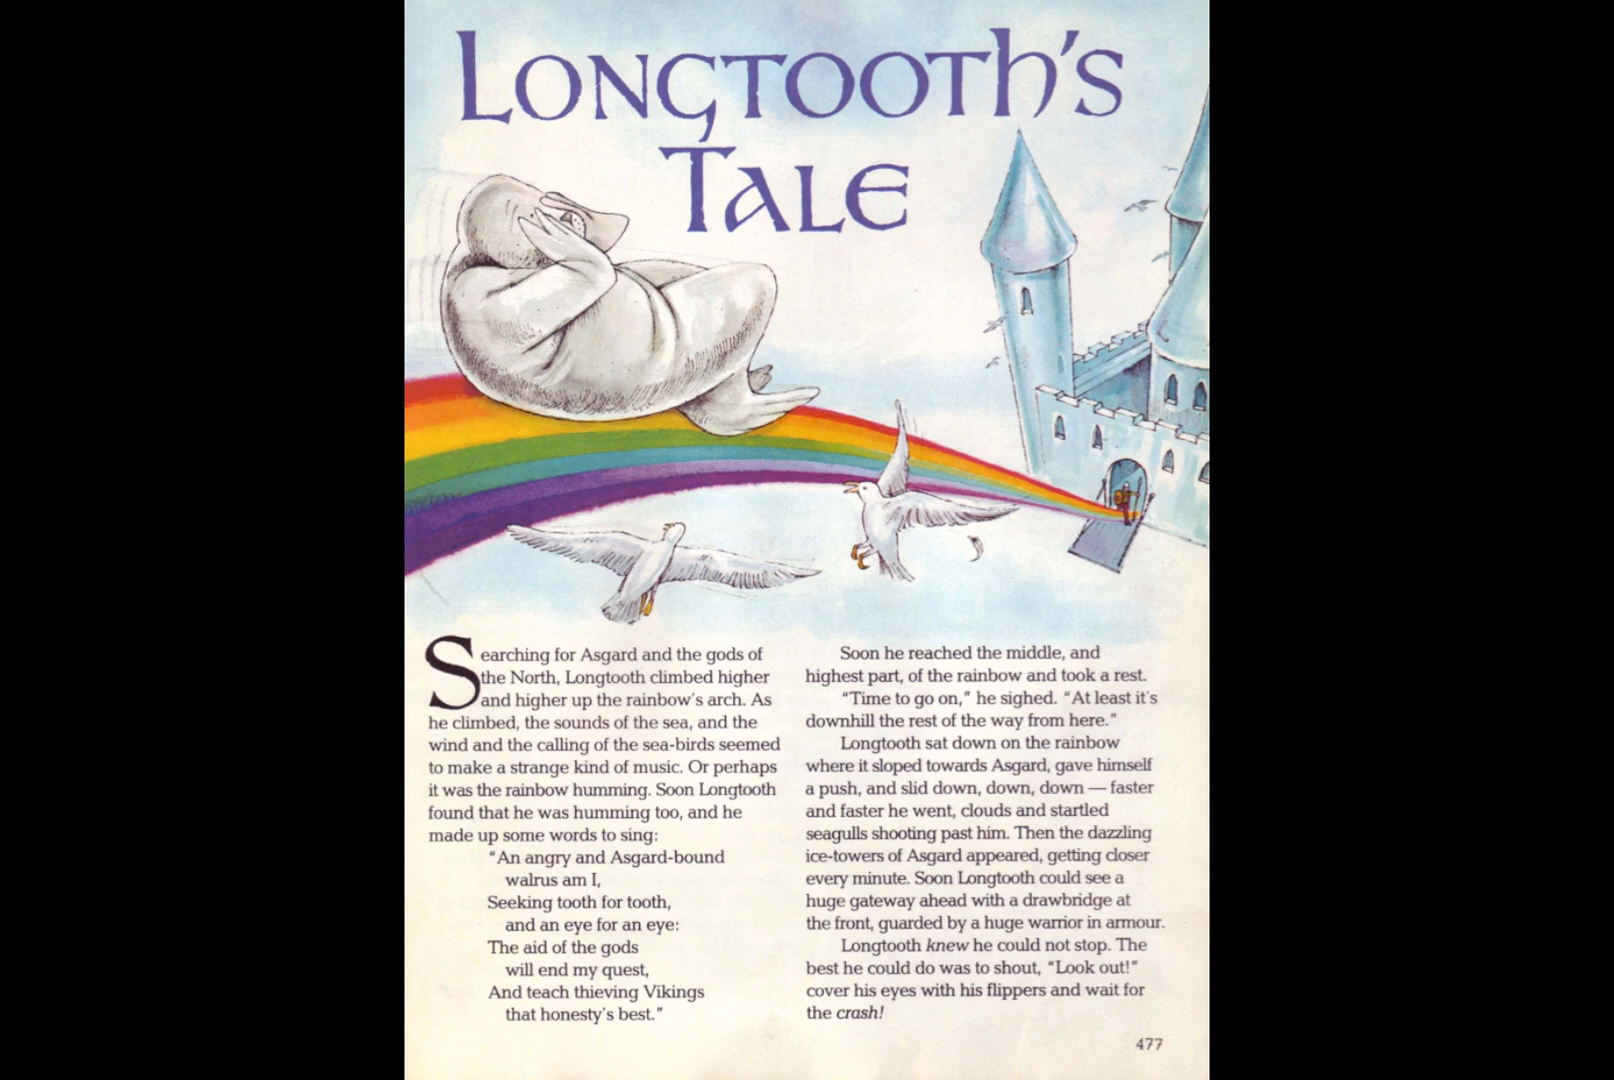 LONGTOOTH'S
TALE
Searching for Asgard and the gods of
the North, Longtooth climbed higher
and higher up the rainbow's arch. As
he climbed, the sounds of the sea, and the
wind and the calling of the sea-birds seemed
to make a strange kind of music. Or perhaps
it was the rainbow humming. Soon Longtooth
found that he was humming too, and he
made up some words to sing:
"An angry and Asgard-bound
walrus am I,
Seeking tooth for tooth,
and an eye for an eye:
The aid of the gods
will end my quest,
And teach thieving Vikings
that honesty's best."
Soon he reached the middle, and
highest part, of the rainbow and took a rest.
"Time to go on," he sighed. "At least it's
downhill the rest of the way from here."
Longtooth sat down on the rainbow
where it sloped towards Asgard, gave himself
a push, and slid down, down, down — faster
and faster he went, clouds and startled
seagulls shooting past him. Then the dazzling
ice-towers of Asgard appeared, getting closer
every minute. Soon Longtooth could see a
huge gateway ahead with a drawbridge at
the front, guarded by a huge warrior in armour.
Longtooth knew he could not stop. The
best he could do was to shout, "Look out!"
cover his eyes with his flippers and wait for
the crash!
477